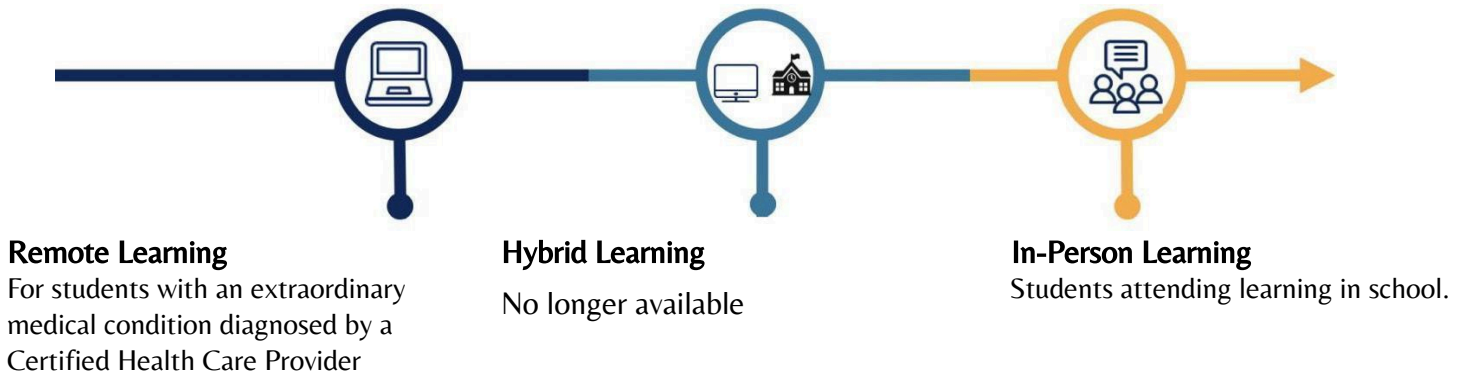 Remote Learning
For students with an extraordinary
medical condition diagnosed by a
Certified Health Care Provider
Hybrid Learning
No longer available
In-Person Learning
Students attending learning in school.